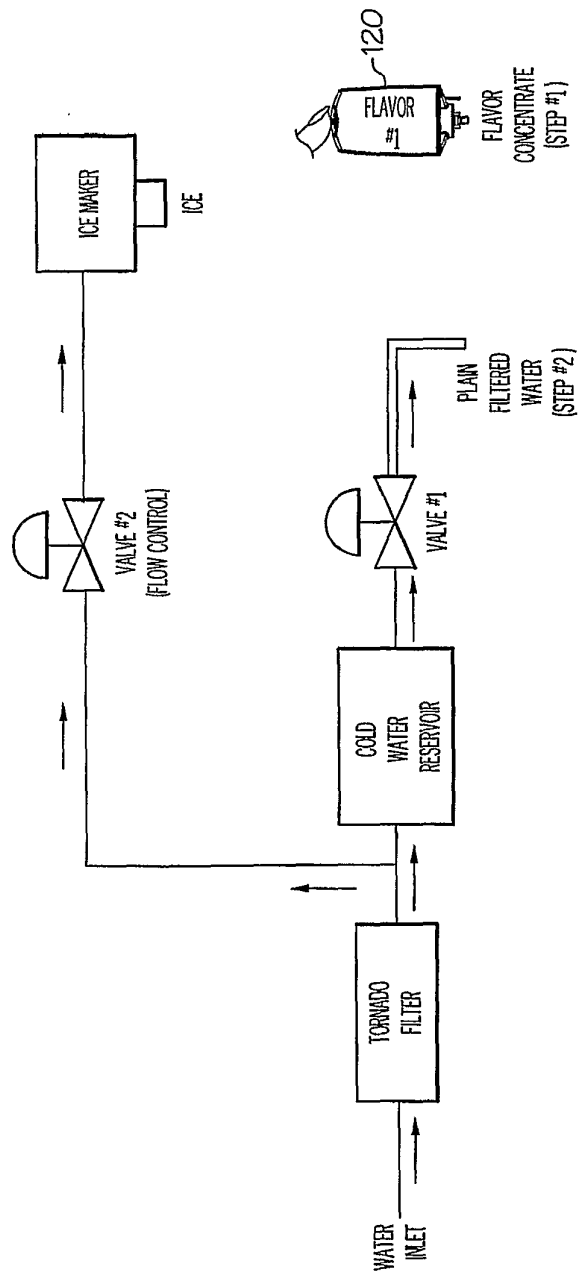 WATER
INLET
TORNADO
FILTER
COLD
WATER
RESERVOIR
VALVE #1
PLAIN
FILTERED
WATER
(STEP #2)
VALVE #2
(FLOW CONTROL)
ICE MAKER
ICE
FLAVOR
#1
120
FLAVOR
CONCENTRATE
(STEP #1)